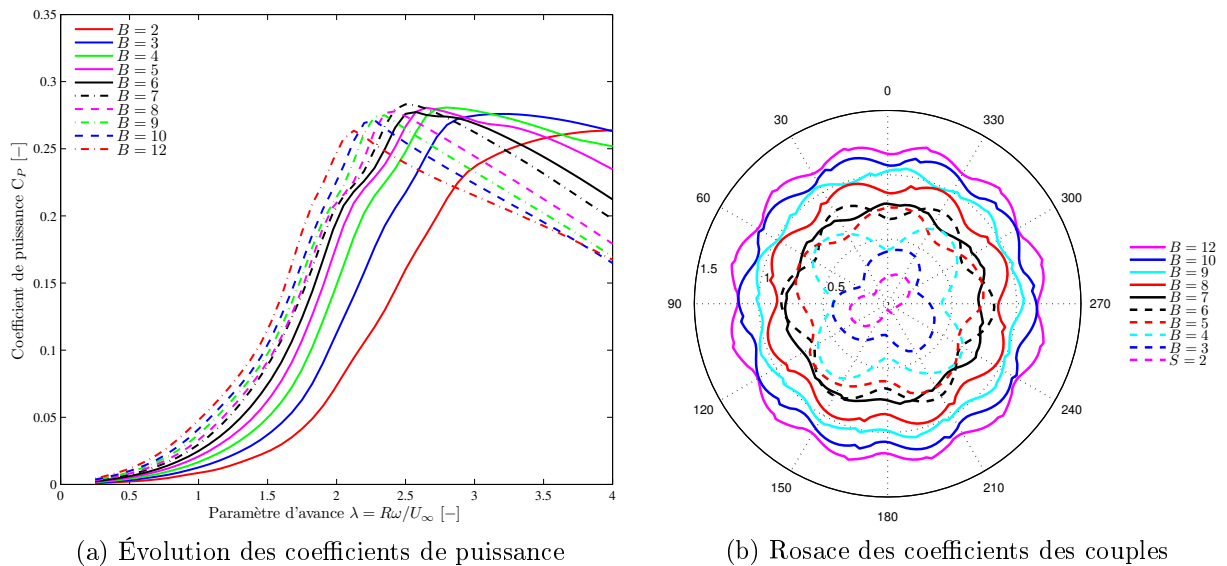 0.35
0.3
0.25
0.2
0.15
0.1
0.05
0
Coefficient de puissance C_P [−]
B = 2
B = 3
B = 4
B = 5
B = 6
B = 7
B = 8
B = 9
B = 10
B = 12
0 0.5 1 1.5 2 2.5 3 3.5 4
Paramètre d'avance λ = Rω/U∞ [−]
(a) Évolution des coefficients de puissance
0
330
300
270
240
210
180
150
120
90
60
30
1.5
0.5
B = 12
B = 10
B = 9
B = 8
B = 7
B = 6
B = 5
B = 4
B = 3
S = 2
(b) Rosace des coefficients des couples